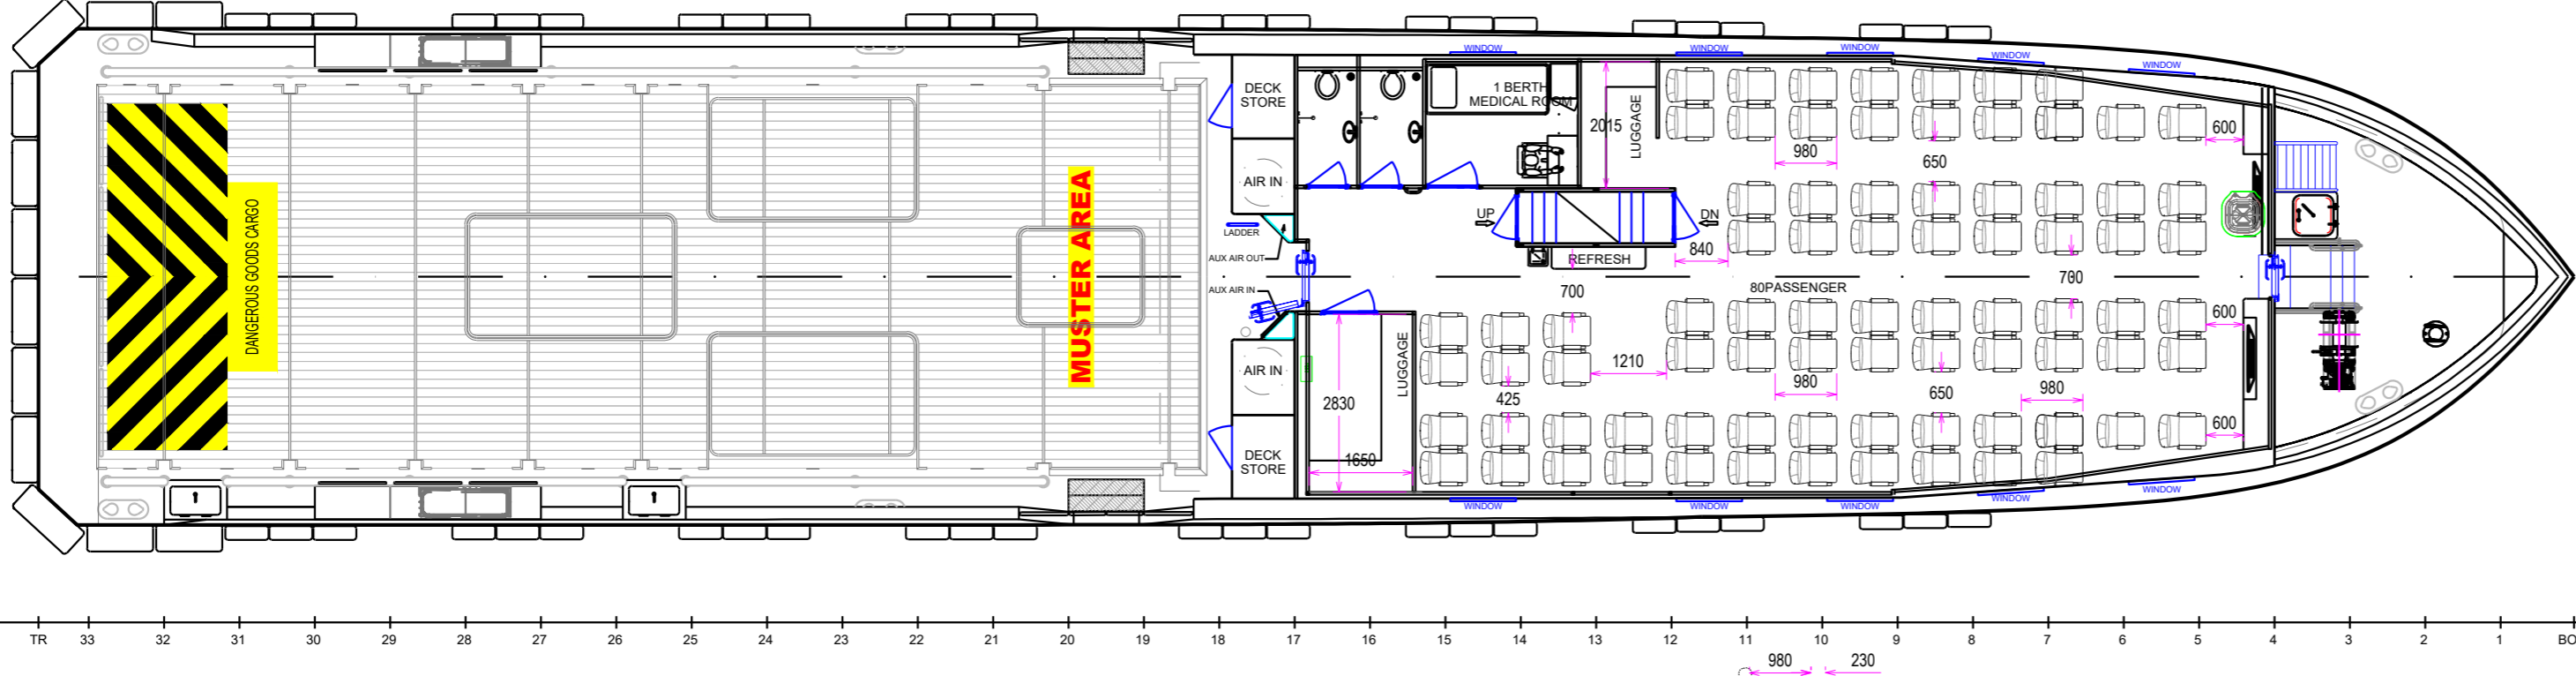 WINDOW
WINDOW
WINDOW
WINDOW
WINDOW
DECK
STORE
1 BERTH
MEDICAL ROOM
LUGGAGE
2015
980
650
600
AIR IN
DANGEROUS GOODS CARGO
MUSTER AREA
UP
DN
LADDER
840
REFRESH
AUX AIR OUT
AUX AIR IN
700
80PASSENGER
700
600
AIR IN
LUGGAGE
1210
980
650
980
2830
425
600
1650
DECK
STORE
WINDOW
WINDOW
WINDOW
WINDOW
WINDOW
TR 33 32 31 30 29 28 27 26 25 24 23 22 21 20 19 18 17 16 15 14 13 12 11 10 9 8 7 6 5 4 3 2 1 BO
980 230